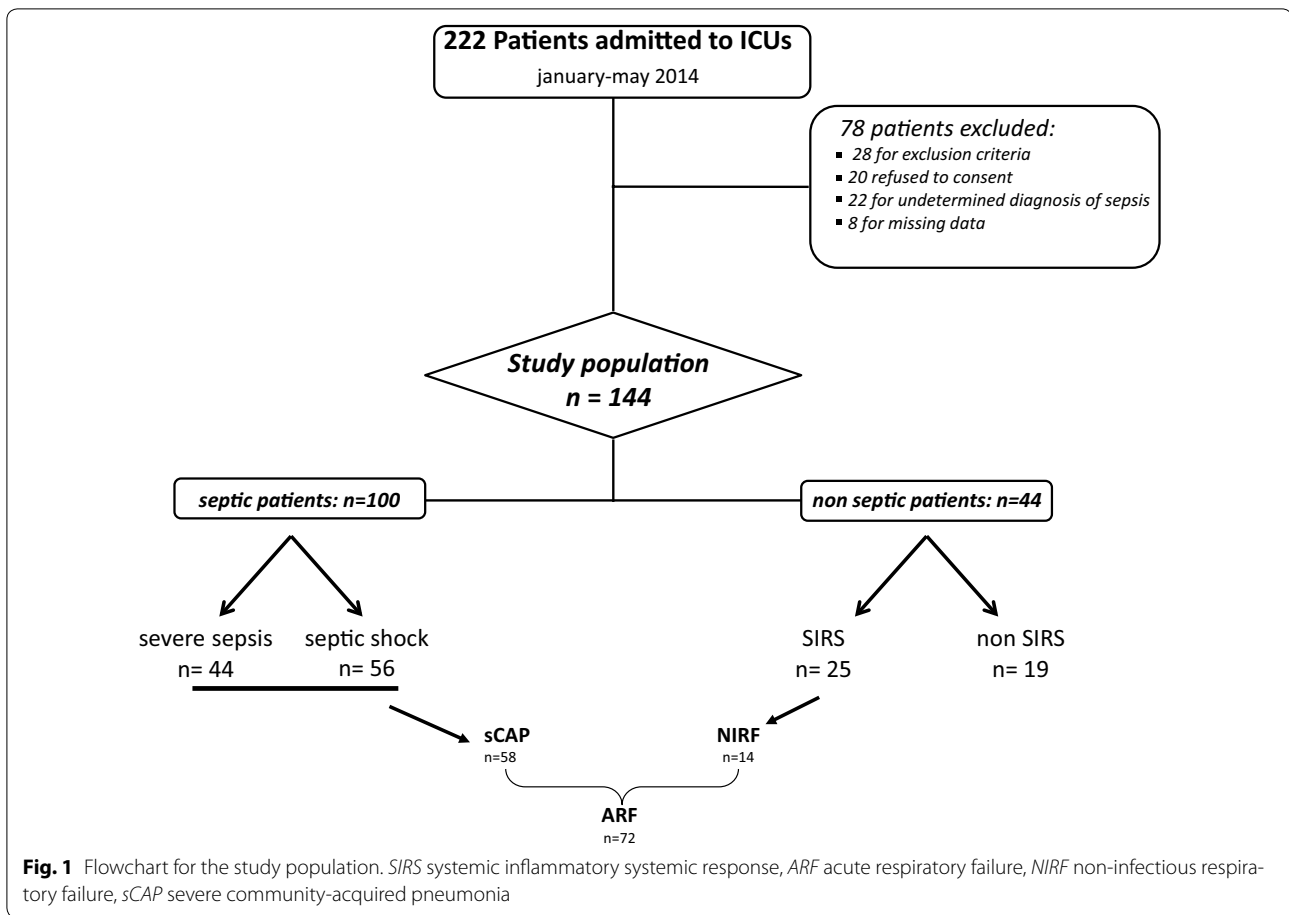 222 Patients admitted to ICUs
january-may 2014
78 patients excluded:
▪ 28 for exclusion criteria
▪ 20 refused to consent
▪ 22 for undetermined diagnosis of sepsis
▪ 8 for missing data
Study population
n = 144
septic patients: n=100
non septic patients: n=44
severe sepsis
n= 44
septic shock
n= 56
SIRS
n= 25
non SIRS
n= 19
sCAP
n=58
NIRF
n=14
ARF
n=72
Fig. 1 Flowchart for the study population. SIRS systemic inflammatory systemic response, ARF acute respiratory failure, NIRF non-infectious respira-
tory failure, sCAP severe community-acquired pneumonia